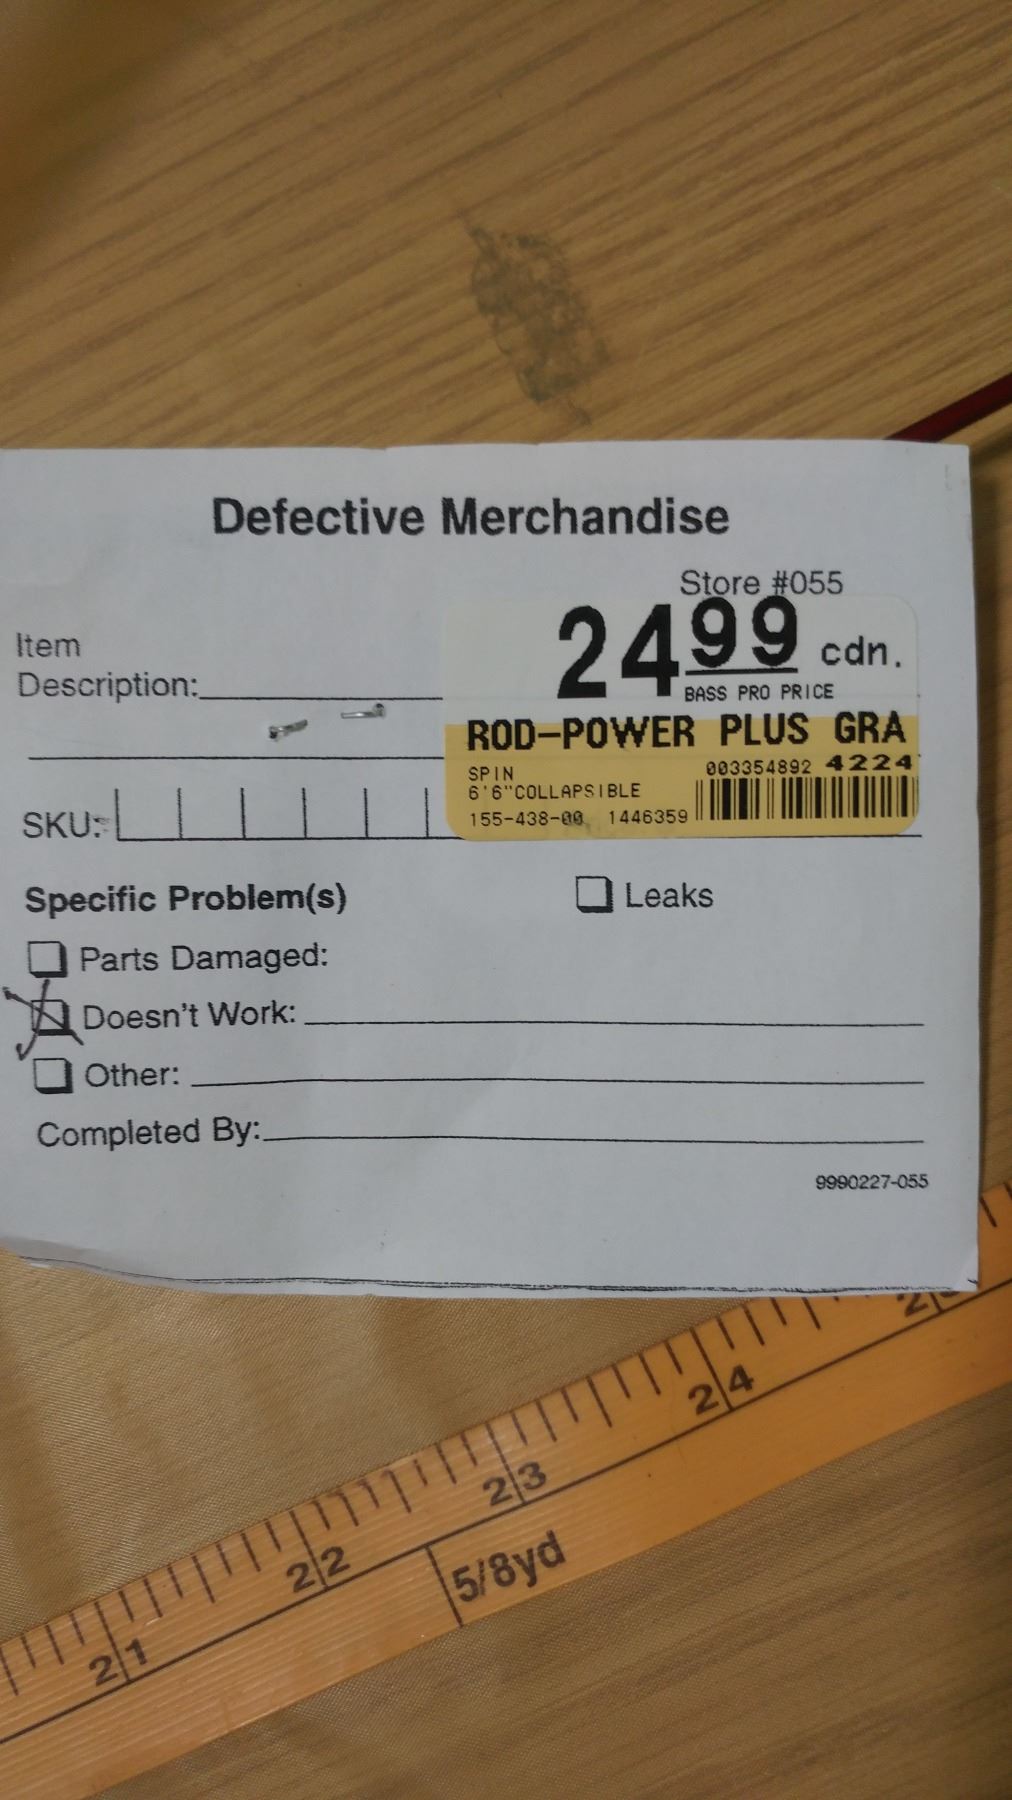 Defective Merchandise
Store #055
2499 cdn.
BASS PRO PRICE
Item
Description:
ROD-POWER PLUS GRA
SPIN
003354892 4224
6'6"COLLAPSIBLE
155-438-00 1446359
SKU:
Specific Problem(s)
Leaks
Parts Damaged:
Doesn't Work:
Other:
Completed By:
9990227-055
21
22
23
24
5/8yd